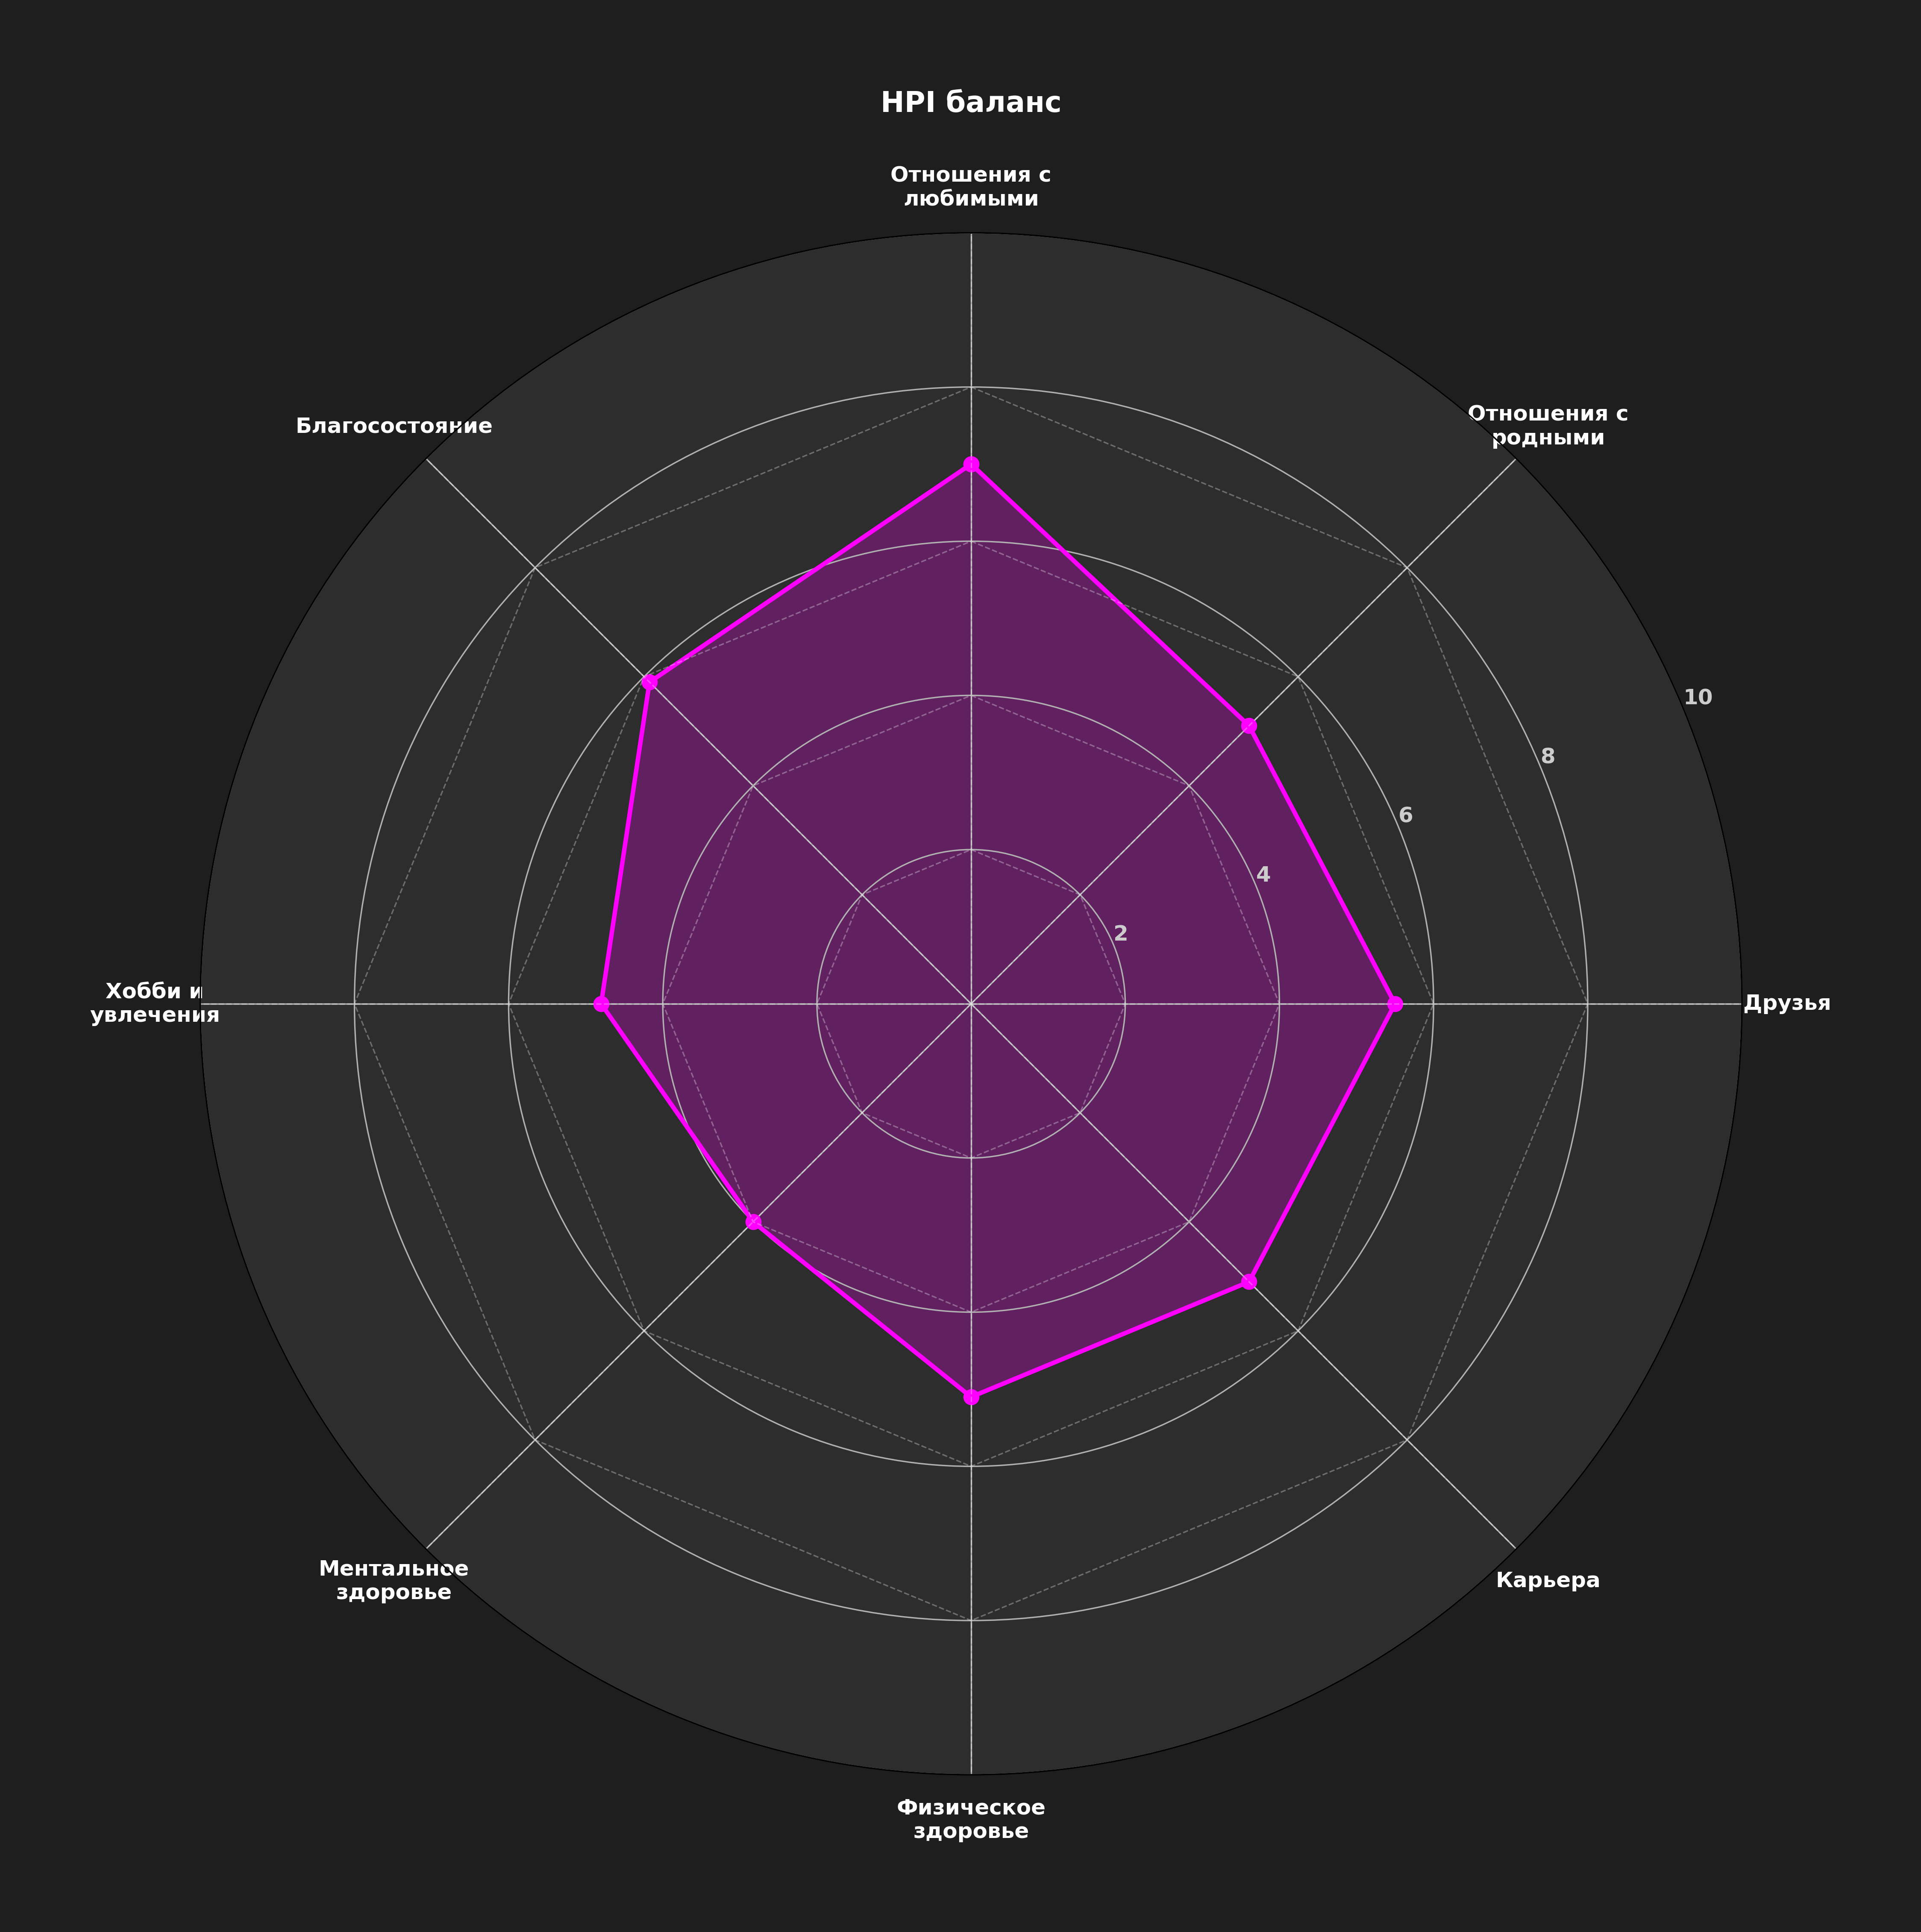 HPI баланс
Отношения с
любимыми
Отношения с
родными
Благосостояние
10
8
6
4
2
Хобби и
увлечения
Друзья
Ментальное
здоровье
Карьера
Физическое
здоровье